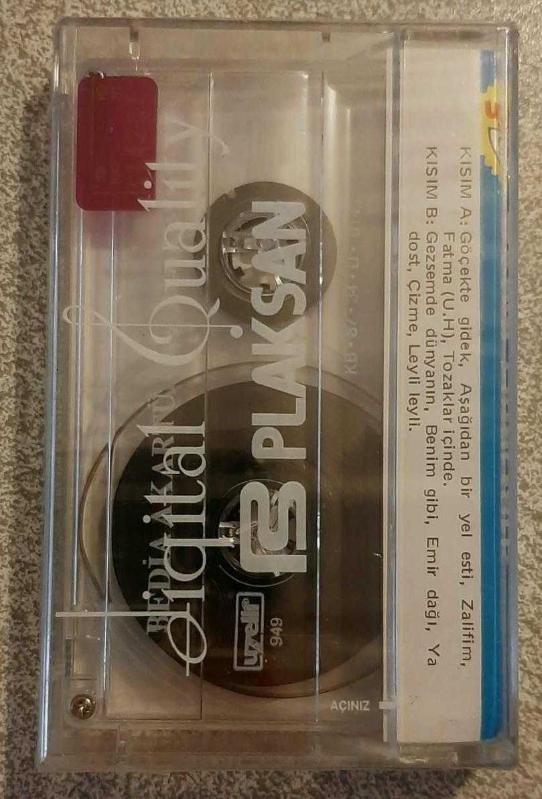 KISIM A: Göçekte gidek, Aşağıdan bir yel esti, Zalifim,
Fatma (U.H), Tozaklar içinde.
KISIM B: Gezsemde dünyanın, Benim gibi, Emir dağı, Ya
dost, Çizme, Leyli leyli.
AÇINIZ
PLAKSAN
uzelli
949
digital Quality
BEDİA AKARTÜRK